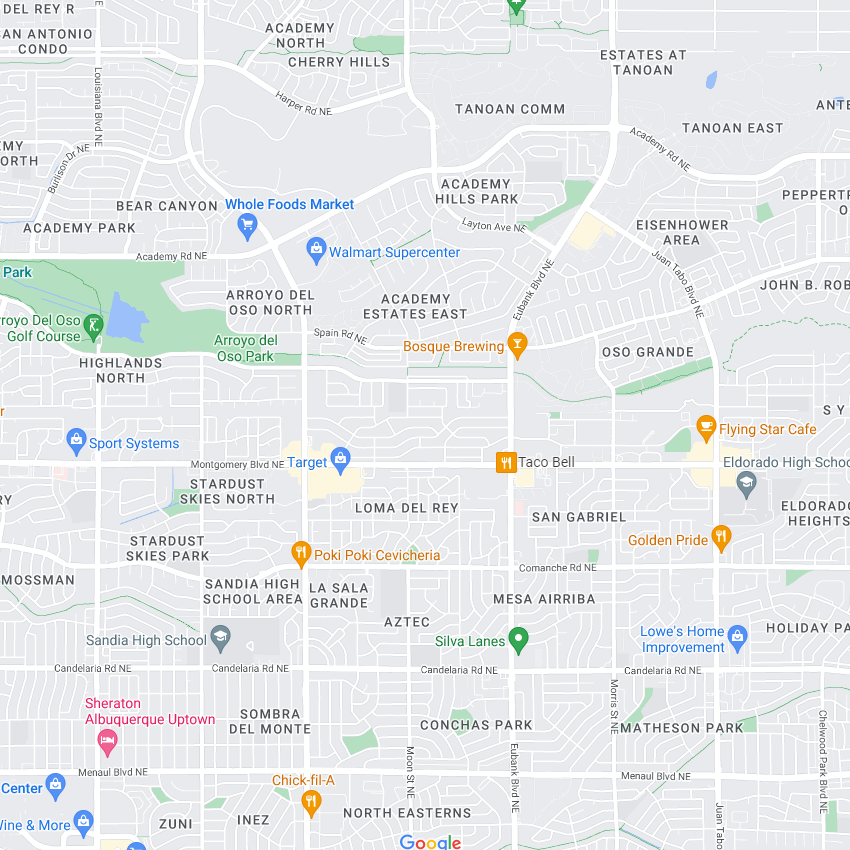 DEL REY R
SAN ANTONIO
CONDO
ACADEMY
NORTH
CHERRY HILLS
ESTATES AT
TANOAN
Louisiana Blvd NE
Harper Rd NE
TANOAN COMM
ANTE
TANOAN EAST
Academy Rd NE
EMY
ORTH
Burlison Dr NE
BEAR CANYON
Whole Foods Market
ACADEMY
HILLS PARK
PEPPERTR
O
ACADEMY PARK
Layton Ave NE
EISENHOWER
AREA
Academy Rd NE
Walmart Supercenter
Juan Tabo Blvd NE
Park
Eubank Blvd NE
JOHN B. ROB
ARROYO DEL
OSO NORTH
ACADEMY
ESTATES EAST
rroyo Del Oso
Golf Course
Spain Rd NE
Arroyo del
Oso Park
Bosque Brewing
OSO GRANDE
HIGHLANDS
NORTH
r
S Y
Sport Systems
Flying Star Cafe
Montgomery Blvd NE
Target
Taco Bell
Eldorado High School
STARDUST
SKIES NORTH
RY
LOMA DEL REY
SAN GABRIEL
ELDORADO
HEIGHTS
STARDUST
SKIES PARK
Golden Pride
Poki Poki Cevicheria
Comanche Rd NE
MOSSMAN
SANDIA HIGH
SCHOOL AREA
LA SALA
GRANDE
MESA AIRRIBA
AZTEC
Sandia High School
Silva Lanes
Lowe's Home
Improvement
HOLIDAY PA
Candelaria Rd NE
Candelaria Rd NE
Candelaria Rd NE
Candelaria Rd NE
Sheraton
Albuquerque Uptown
Morris St NE
SOMBRA
DEL MONTE
CONCHAS PARK
MATHESON PARK
Chelwood Park Blvd NE
Moon St NE
Eubank Blvd NE
Menaul Blvd NE
Menaul Blvd NE
Center
Chick-fil-A
Juan Tabo
Wine & More
ZUNI
INEZ
NORTH EASTERNS
Google